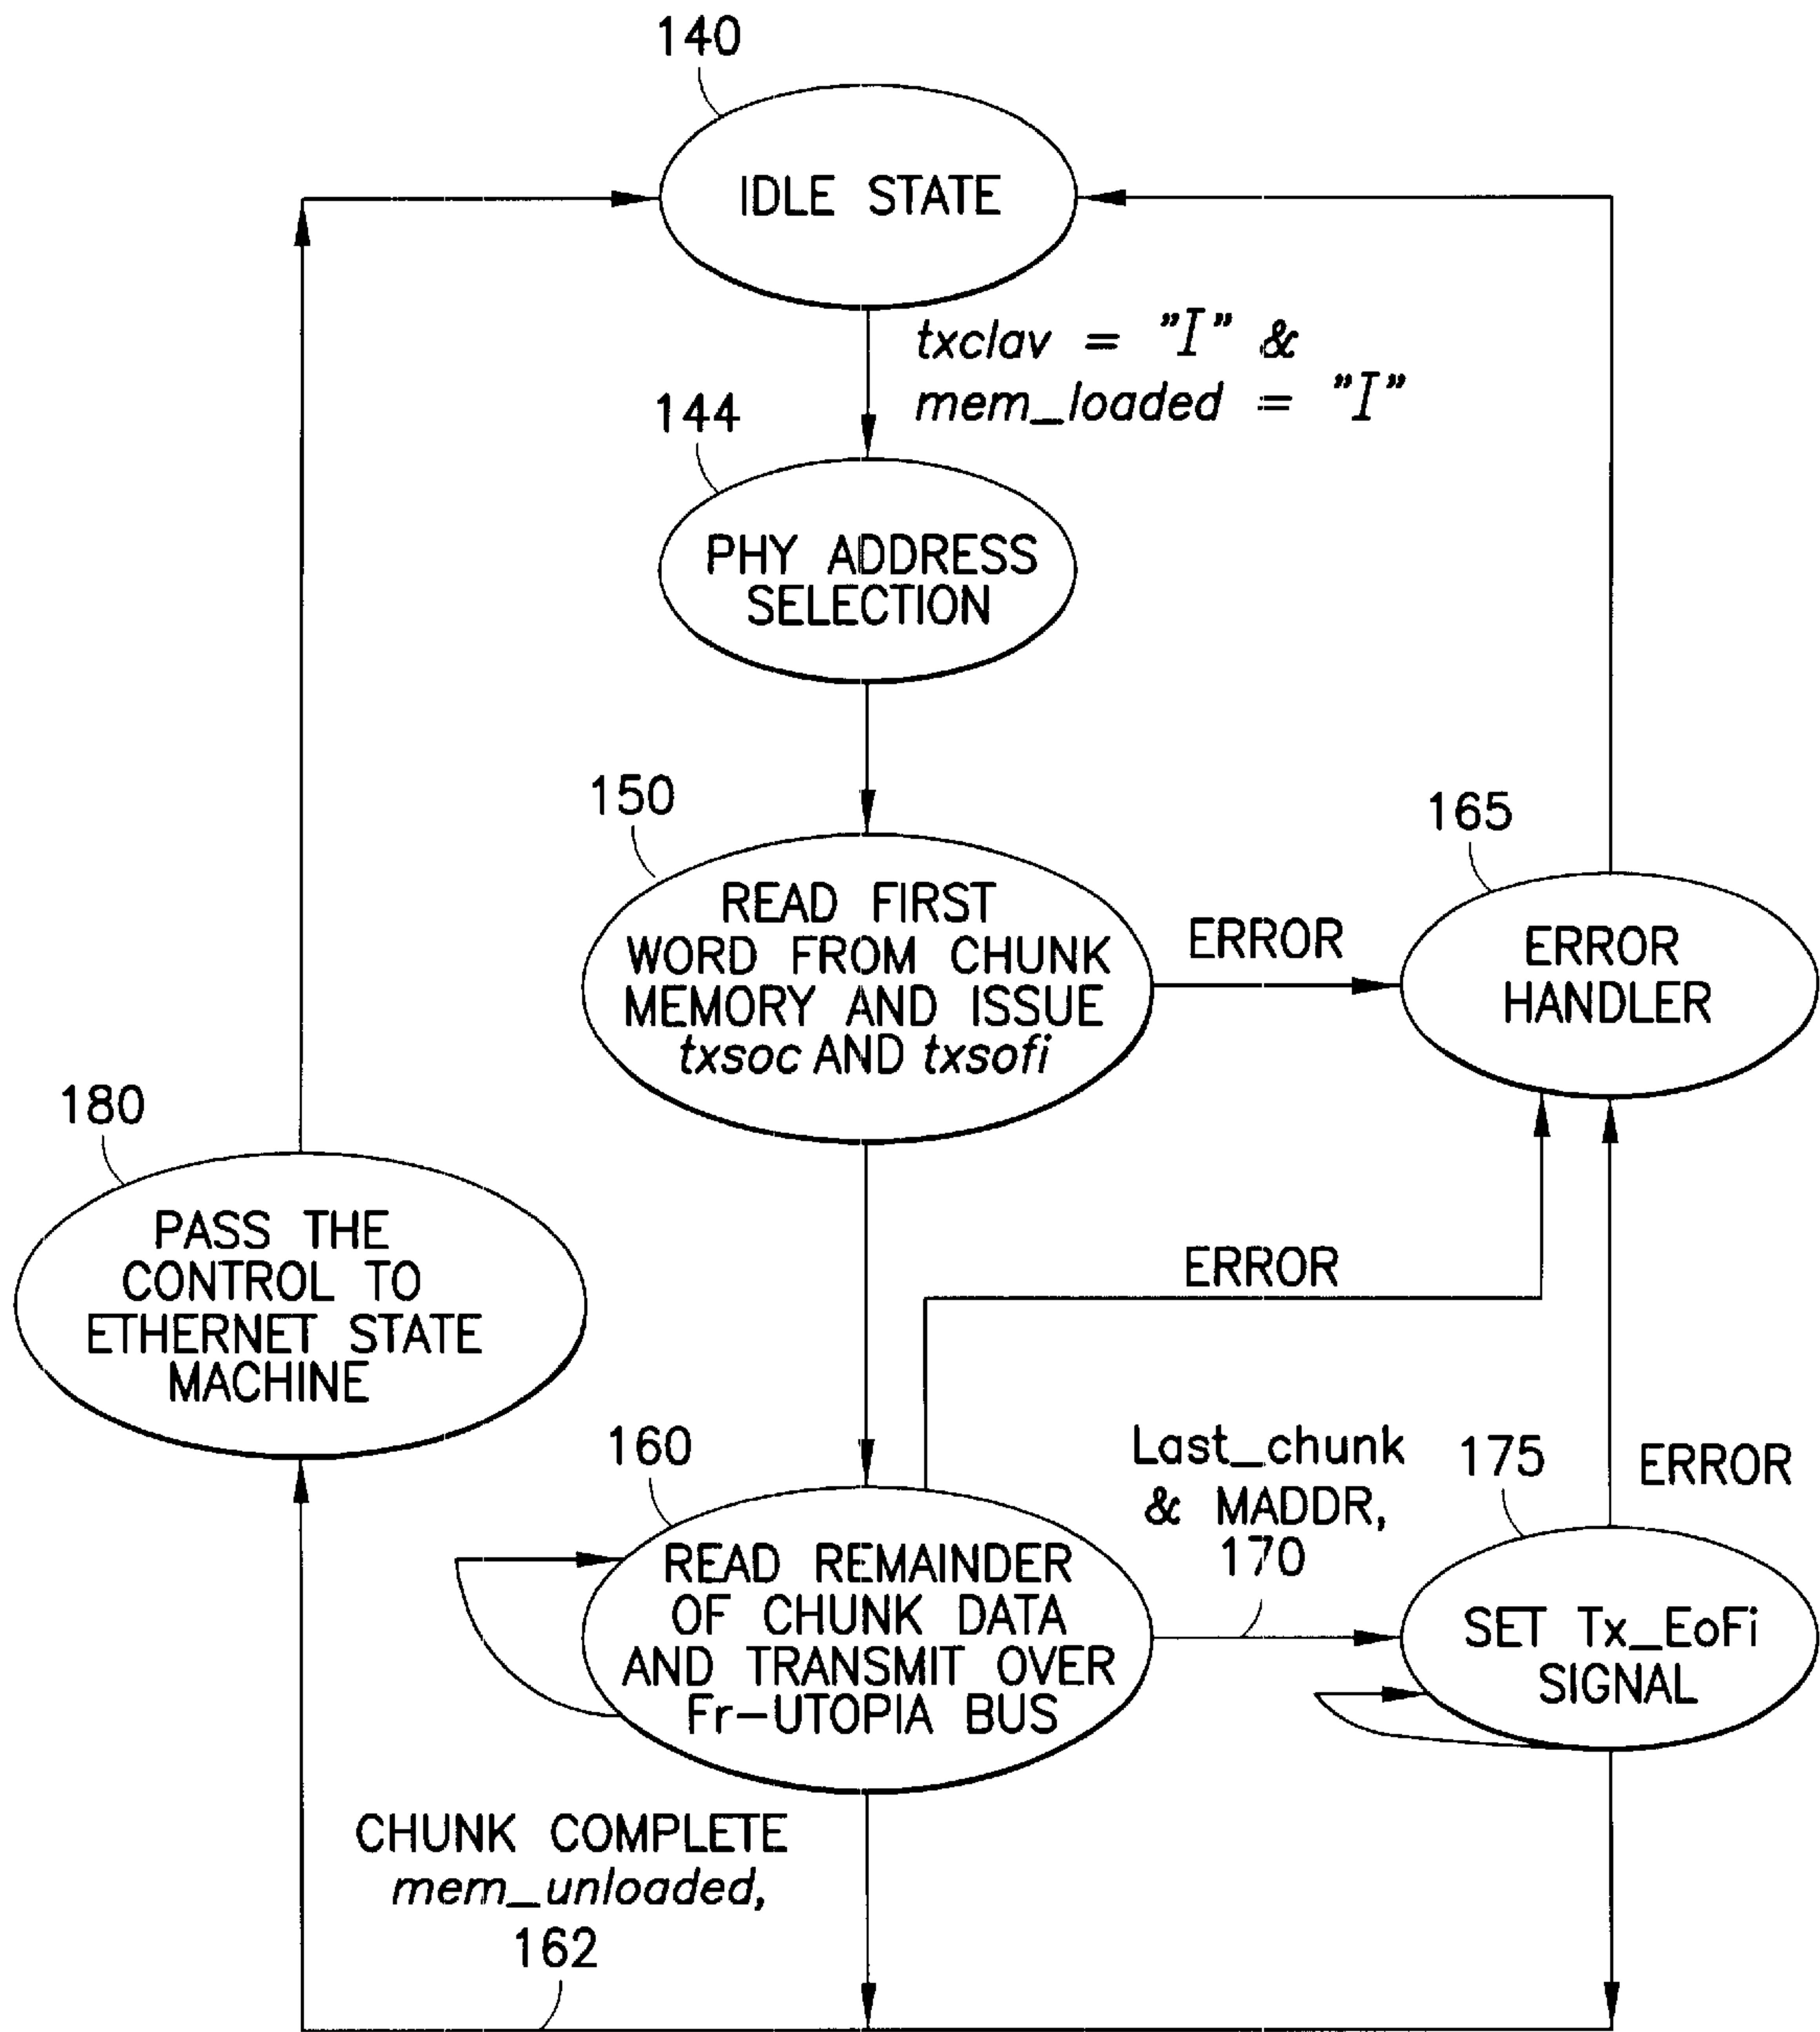 140
IDLE STATE
txclav = "I" &
mem_loaded = "I"
144
PHY ADDRESS
SELECTION
150
READ FIRST
WORD FROM CHUNK
MEMORY AND ISSUE
txsoc AND txsofi
ERROR
165
ERROR
HANDLER
180
PASS THE
CONTROL TO
ETHERNET STATE
MACHINE
ERROR
160
READ REMAINDER
OF CHUNK DATA
AND TRANSMIT OVER
Fr-UTOPIA BUS
Last_chunk
& MADDR,
170
175
ERROR
SET Tx_EoFi
SIGNAL
CHUNK COMPLETE
mem_unloaded,
162